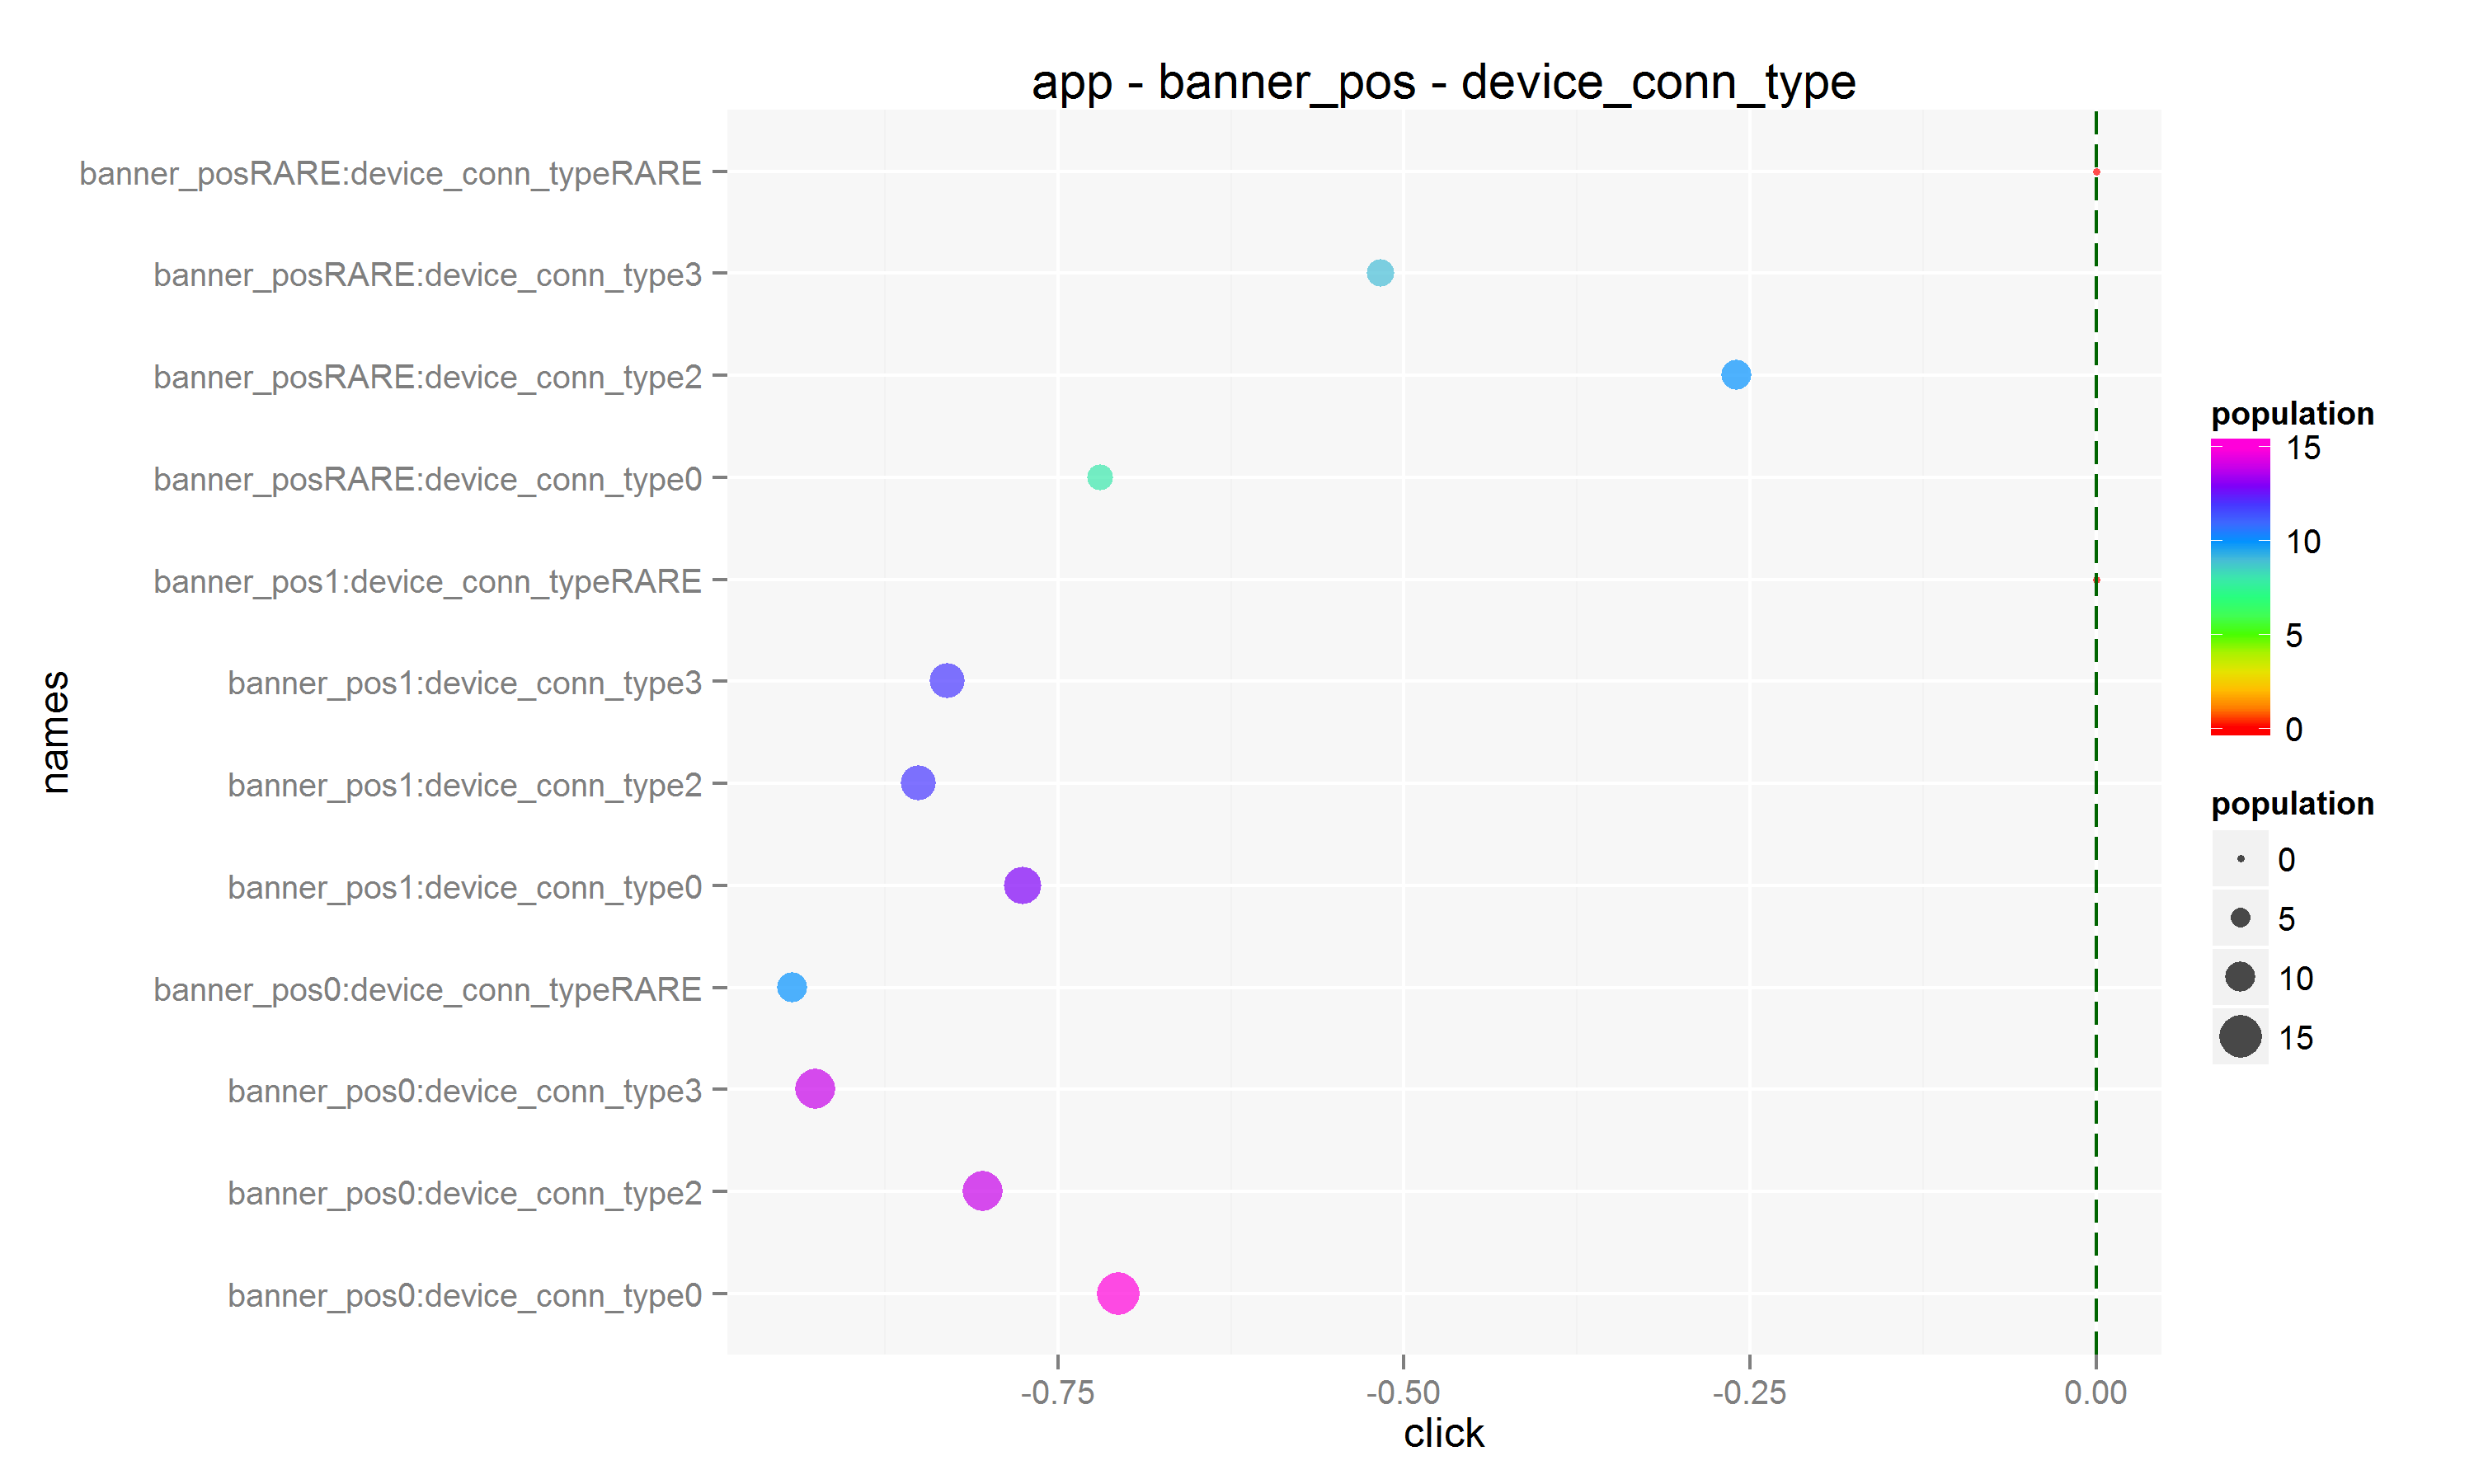 app - banner_pos - device_conn_type
names
banner_posRARE:device_conn_typeRARE
banner_posRARE:device_conn_type3
banner_posRARE:device_conn_type2
banner_posRARE:device_conn_type0
banner_pos1:device_conn_typeRARE
banner_pos1:device_conn_type3
banner_pos1:device_conn_type2
banner_pos1:device_conn_type0
banner_pos0:device_conn_typeRARE
banner_pos0:device_conn_type3
banner_pos0:device_conn_type2
banner_pos0:device_conn_type0
-0.75 -0.50 -0.25 0.00
click
population
15
10
5
0
population
0
5
10
15